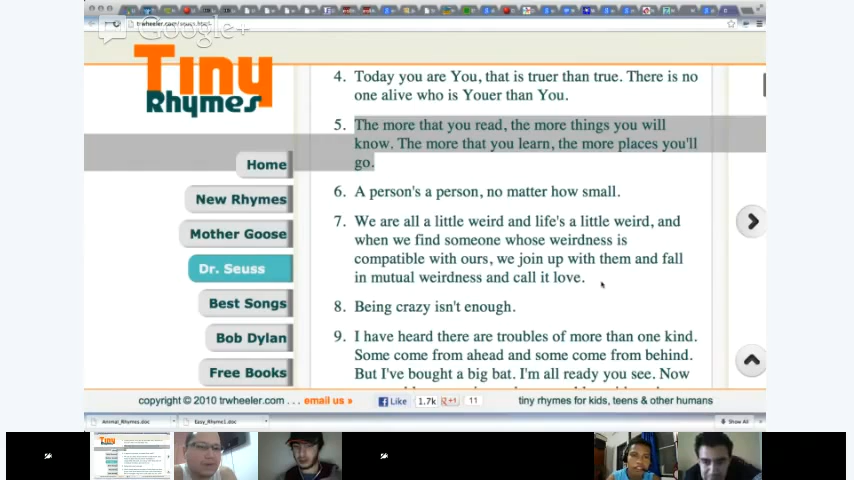 Google+
trwheeler.com/seuss.html
Tiny
Rhymes
Home
New Rhymes
Mother Goose
Dr. Seuss
Best Songs
Bob Dylan
Free Books
4. Today you are You, that is truer than true. There is no
one alive who is Youer than You.
5. The more that you read, the more things you will
know. The more that you learn, the more places you'll
go.
6. A person's a person, no matter how small.
7. We are all a little weird and life's a little weird, and
when we find someone whose weirdness is
compatible with ours, we join up with them and fall
in mutual weirdness and call it love.
8. Being crazy isn't enough.
9. I have heard there are troubles of more than one kind.
Some come from ahead and some come from behind.
But I've bought a big bat. I'm all ready you see. Now
copyright © 2010 trwheeler.com . . . email us »
Like 1.7k +1 11
tiny rhymes for kids, teens & other humans
Animal_Rhymes.doc
Easy_Rhyme1.doc
Show All